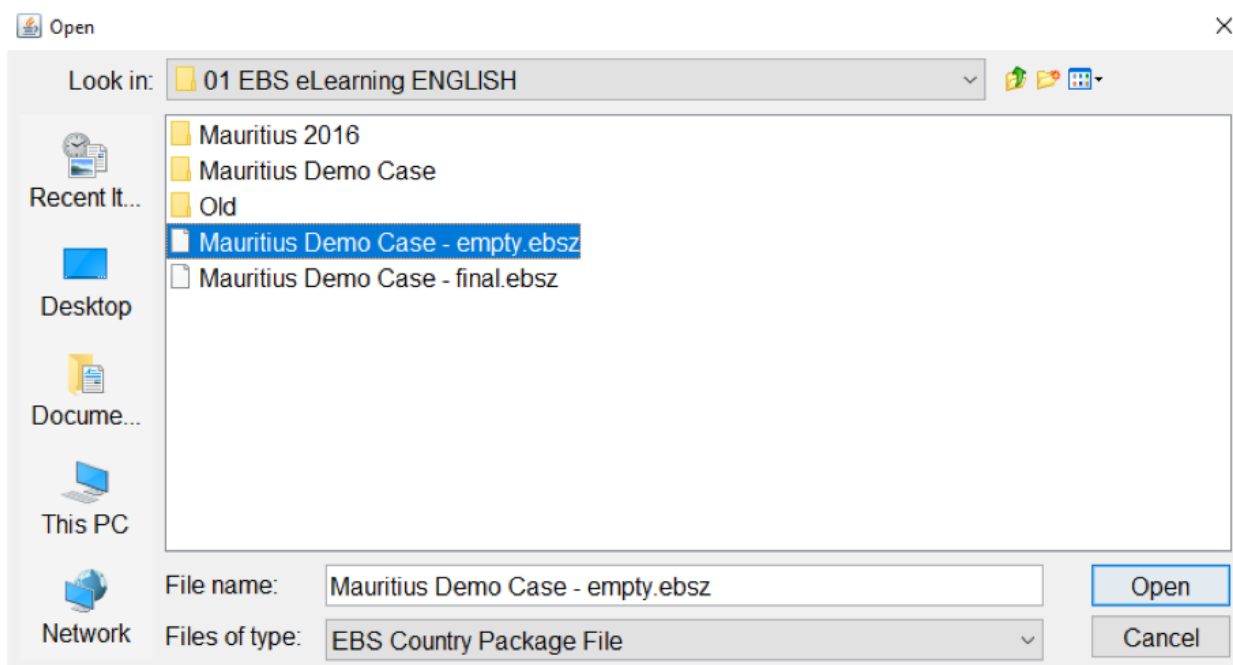 Open
Look in: 01 EBS eLearning ENGLISH
Mauritius 2016
Mauritius Demo Case
Old
Mauritius Demo Case - empty.ebsz
Mauritius Demo Case - final.ebsz
Recent It...
Desktop
Docume...
This PC
Network
File name: Mauritius Demo Case - empty.ebsz Open
Files of type: EBS Country Package File Cancel